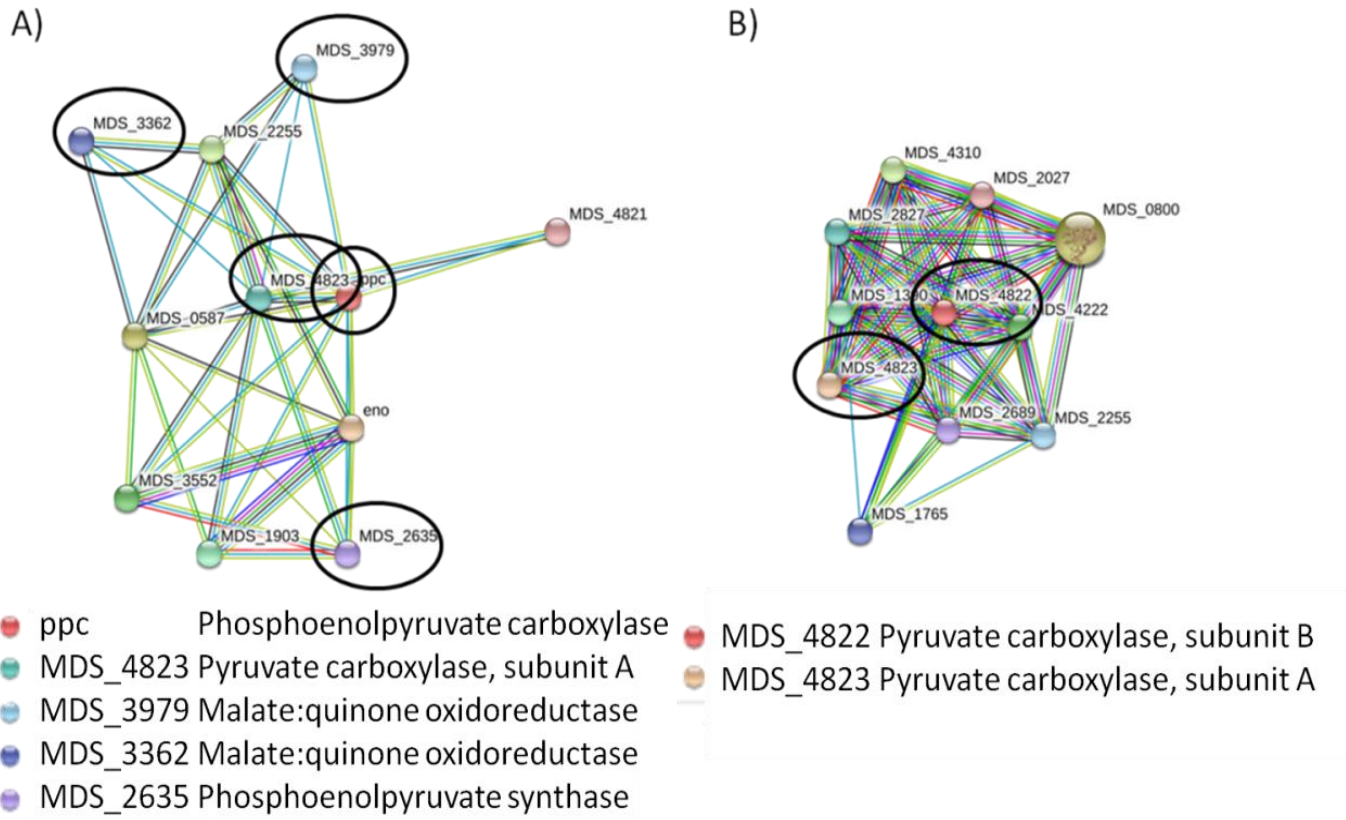 A)
B)
MDS_3979
MDS_3362
MDS_2255
MDS_4821
MDS_4823
ppc
MDS_0587
eno
MDS_3552
MDS_1903
MDS_2635
MDS_4310
MDS_2027
MDS_0800
MDS_2827
MDS_4822
MDS_4222
MDS_4823
MDS_2689
MDS_2255
MDS_1765
ppc Phosphoenolpyruvate carboxylase
MDS_4823 Pyruvate carboxylase, subunit A
MDS_3979 Malate:quinone oxidoreductase
MDS_3362 Malate:quinone oxidoreductase
MDS_2635 Phosphoenolpyruvate synthase
MDS_4822 Pyruvate carboxylase, subunit B
MDS_4823 Pyruvate carboxylase, subunit A